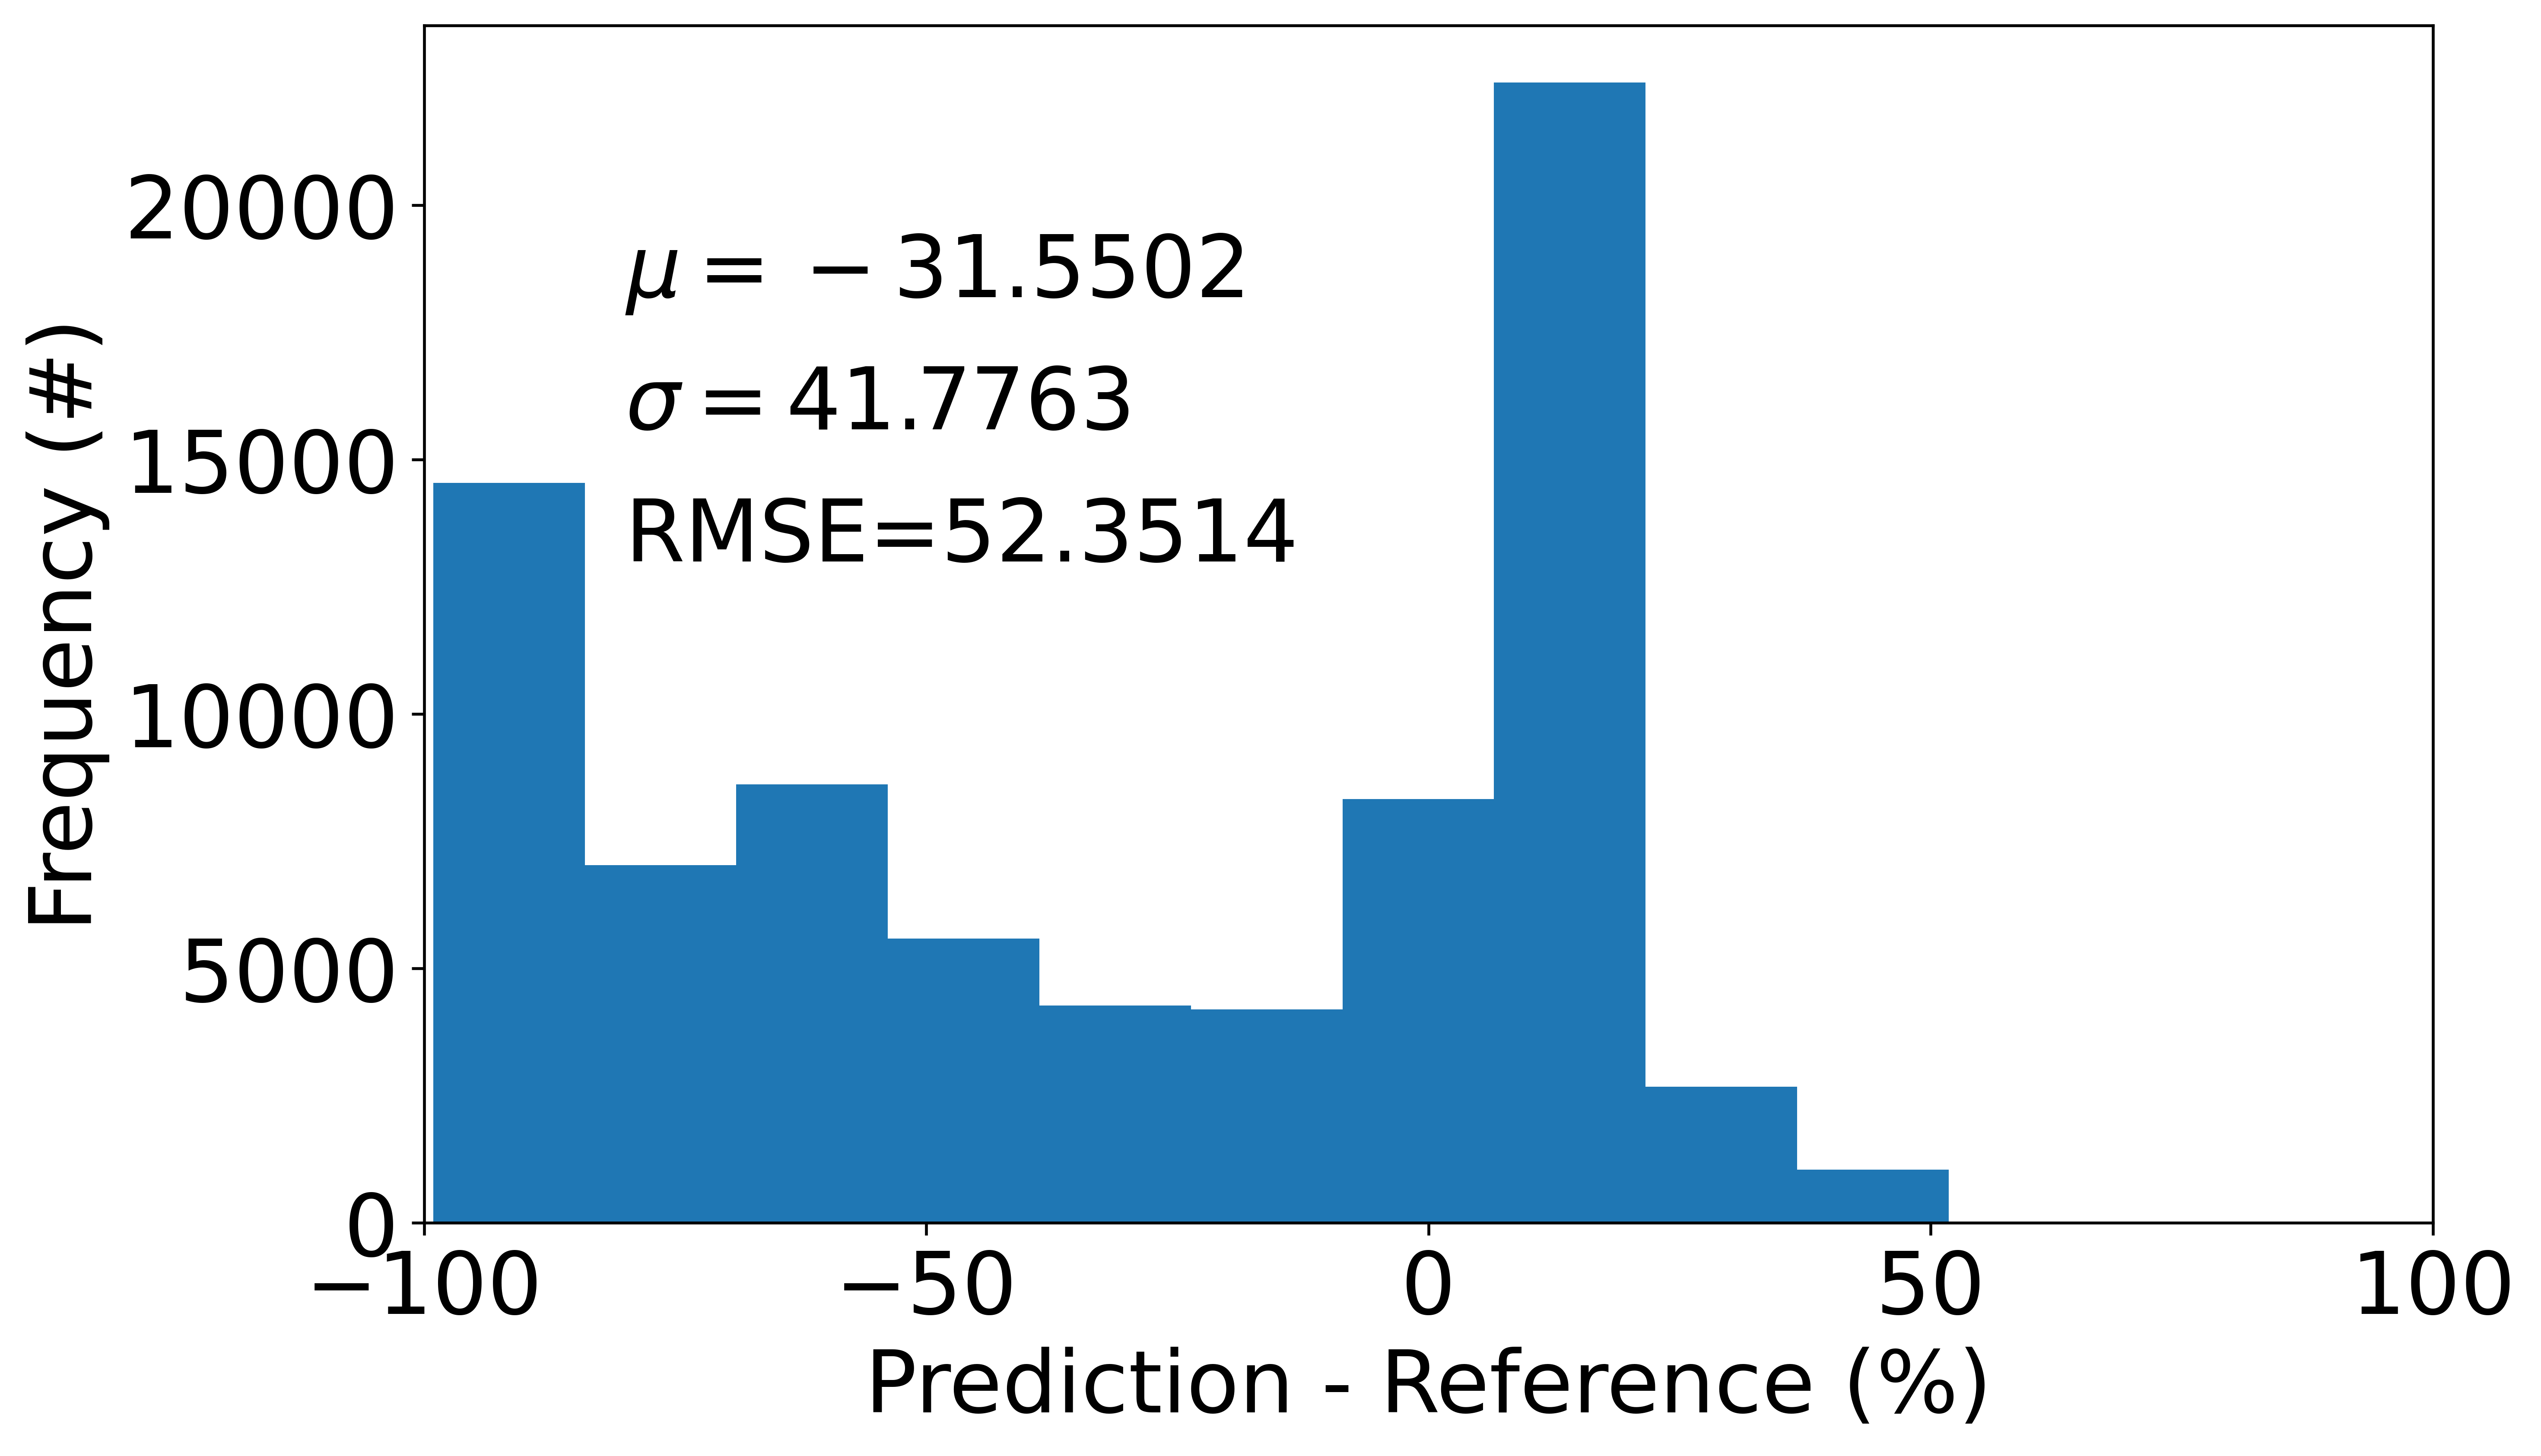 Frequency (#)
20000
15000
10000
5000
0
μ = −31.5502
σ = 41.7763
RMSE=52.3514
−100 −50 0 50 100
Prediction - Reference (%)